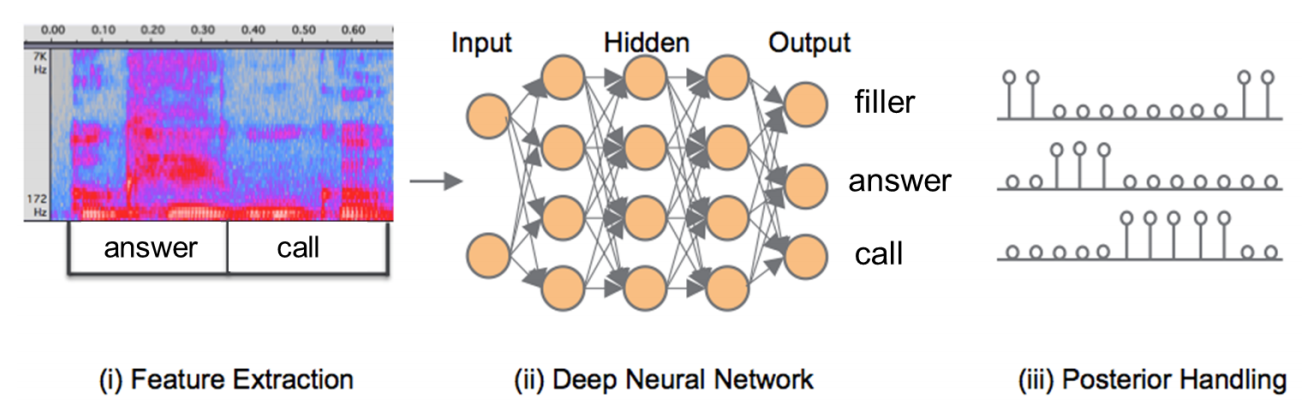 0.00 0.10 0.20 0.30 0.40 0.50 0.60
7K
Hz
172
Hz
answer call
Input Hidden Output
filler
answer
call
(i) Feature Extraction
(ii) Deep Neural Network
(iii) Posterior Handling